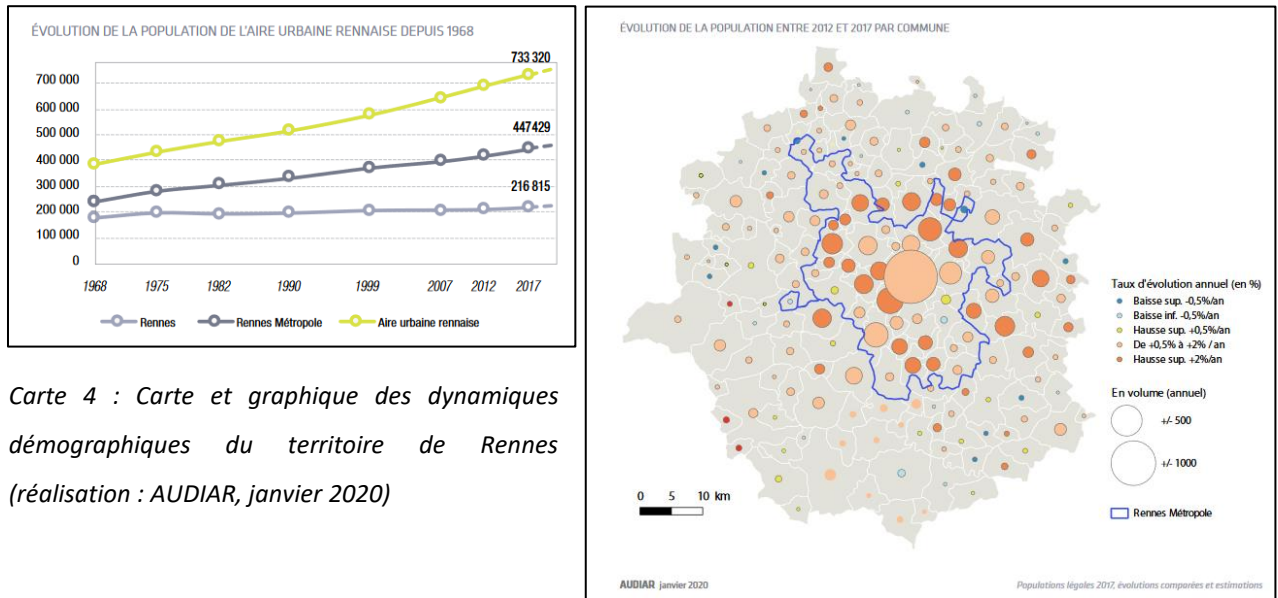 ÉVOLUTION DE LA POPULATION DE L'AIRE URBAINE RENNAISE DEPUIS 1968
733 320
700 000
600 000
500 000
447 429
400 000
300 000
216 815
200 000
100 000
0
1968 1975 1982 1990 1999 2007 2012 2017
Rennes Rennes Métropole Aire urbaine rennaise
Carte 4 : Carte et graphique des dynamiques
démographiques du territoire de Rennes
(réalisation : AUDIAR, janvier 2020)
ÉVOLUTION DE LA POPULATION ENTRE 2012 ET 2017 PAR COMMUNE
Taux d'évolution annuel (en %)
Baisse sup. -0,5%/an
Baisse inf. -0,5%/an
Hausse sup. +0,5%/an
De +0,5% à +2% / an
Hausse sup. +2%/an
En volume (annuel)
+/- 500
+/- 1000
Rennes Métropole
0 5 10 km
AUDIAR janvier 2020
Populations légales 2017, évolutions comparées et estimations